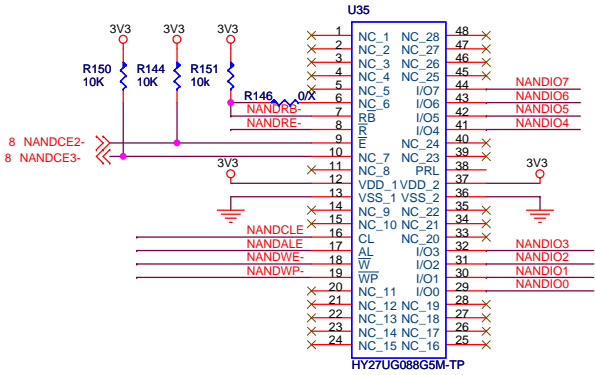 U35
3V3 3V3 3V3
R150 10K
R144 10K
R151 10k
R146 0/X
NANDRB-
NANDRE-
8 NANDCE2-
8 NANDCE3-
3V3
NANDCLE
NANDALE
NANDWE-
NANDWP-
1 NC_1 NC_28 48
2 NC_2 NC_27 47
3 NC_3 NC_26 46
4 NC_4 NC_25 45
5 NC_5 I/O7 44 NANDIO7
6 NC_6 I/O6 43 NANDIO6
7 RB I/O5 42 NANDIO5
8 R I/O4 41 NANDIO4
9 E NC_24 40
10 NC_7 NC_23 39
11 NC_8 PRL 38
12 VDD_1 VDD_2 37 3V3
13 VSS_1 VSS_2 36
14 NC_9 NC_22 35
15 NC_10 NC_21 34
16 CL NC_20 33
17 AL I/O3 32 NANDIO3
18 W I/O2 31 NANDIO2
19 WP I/O1 30 NANDIO1
20 NC_11 I/O0 29 NANDIO0
21 NC_12 NC_19 28
22 NC_13 NC_18 27
23 NC_14 NC_17 26
24 NC_15 NC_16 25
HY27UG088G5M-TP